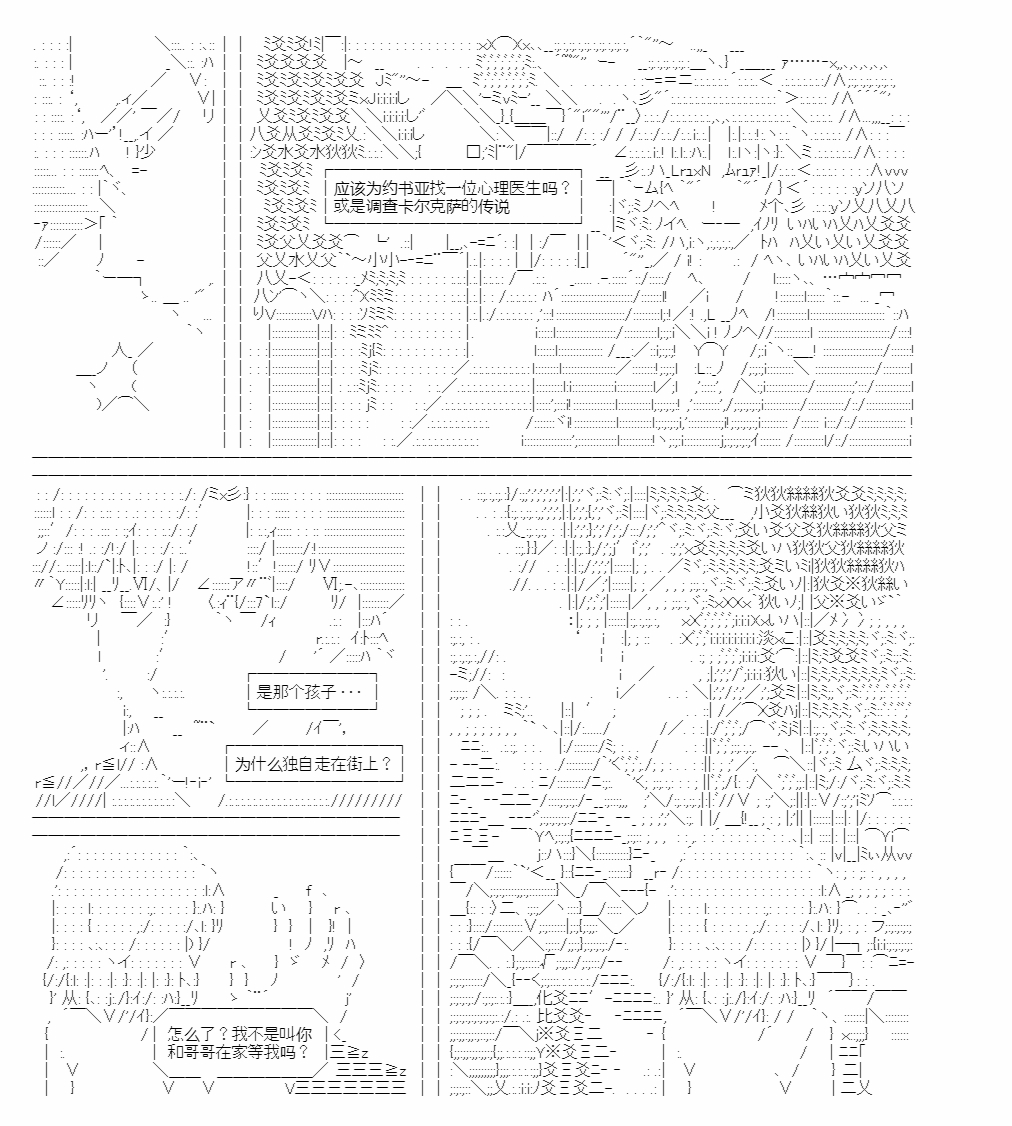 应该为约书亚找一位心理医生吗？
或是调查卡尔克萨的传说
是那个孩子···
为什么独自走在街上？
怎么了？我不是叫你
和哥哥在家等我吗？